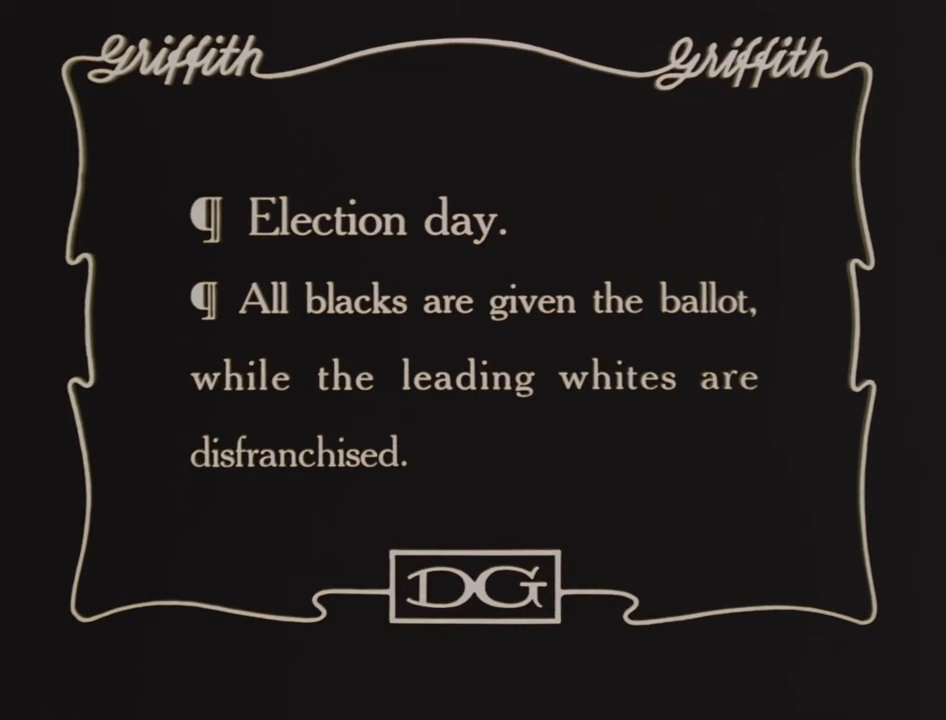 Griffith Griffith
¶ Election day.
¶ All blacks are given the ballot,
while the leading whites are
disfranchised.
DG